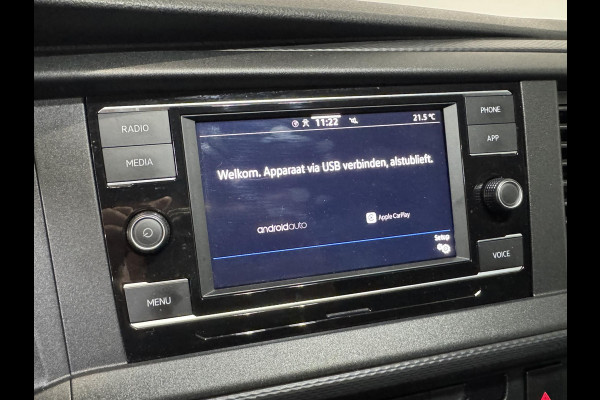 RADIO
MEDIA
MENU
11:22
21.5 °C
Welkom. Apparaat via USB verbinden, alstublieft.
androidauto
Apple CarPlay
Setup
PHONE
APP
VOICE